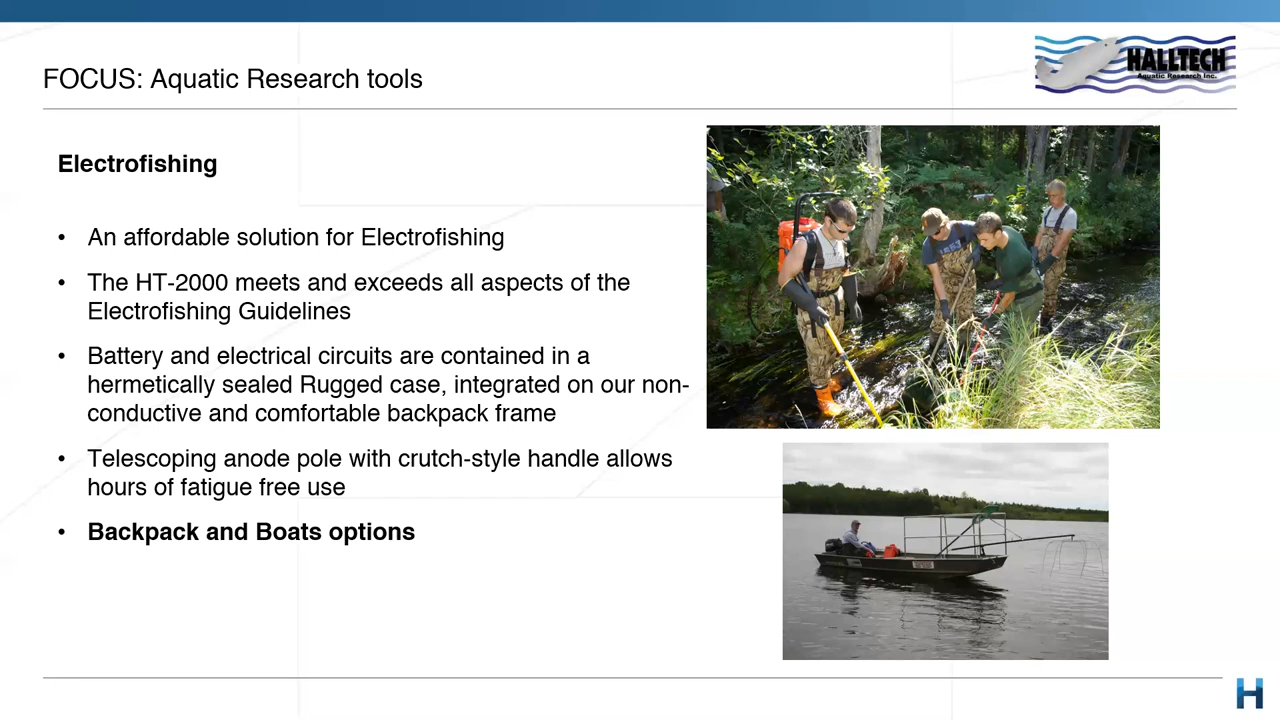 FOCUS: Aquatic Research tools
HALLTECH
Aquatic Research Inc.
Electrofishing
• An affordable solution for Electrofishing
• The HT-2000 meets and exceeds all aspects of the
Electrofishing Guidelines
• Battery and electrical circuits are contained in a
hermetically sealed Rugged case, integrated on our non-
conductive and comfortable backpack frame
• Telescoping anode pole with crutch-style handle allows
hours of fatigue free use
• Backpack and Boats options
H